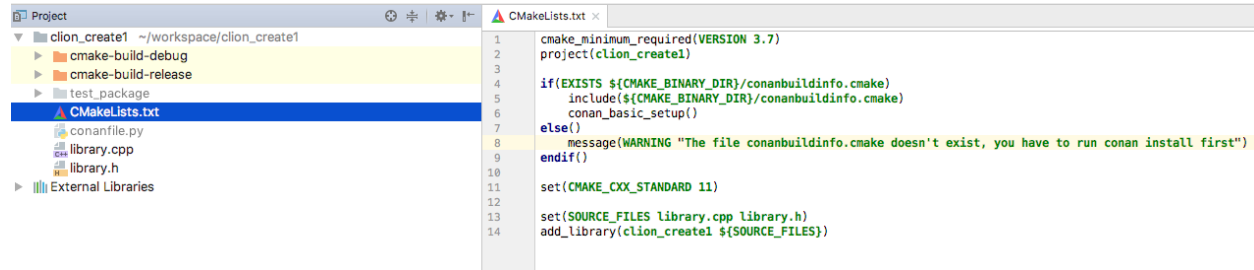 Project
clion_create1 ~/workspace/clion_create1
cmake-build-debug
cmake-build-release
test_package
CMakeLists.txt
conanfile.py
library.cpp
library.h
External Libraries
CMakeLists.txt
1 cmake_minimum_required(VERSION 3.7)
2 project(clion_create1)
3
4 if(EXISTS ${CMAKE_BINARY_DIR}/conanbuildinfo.cmake)
5 include(${CMAKE_BINARY_DIR}/conanbuildinfo.cmake)
6 conan_basic_setup()
7 else()
8 message(WARNING "The file conanbuildinfo.cmake doesn't exist, you have to run conan install first")
9 endif()
10
11 set(CMAKE_CXX_STANDARD 11)
12
13 set(SOURCE_FILES library.cpp library.h)
14 add_library(clion_create1 ${SOURCE_FILES})